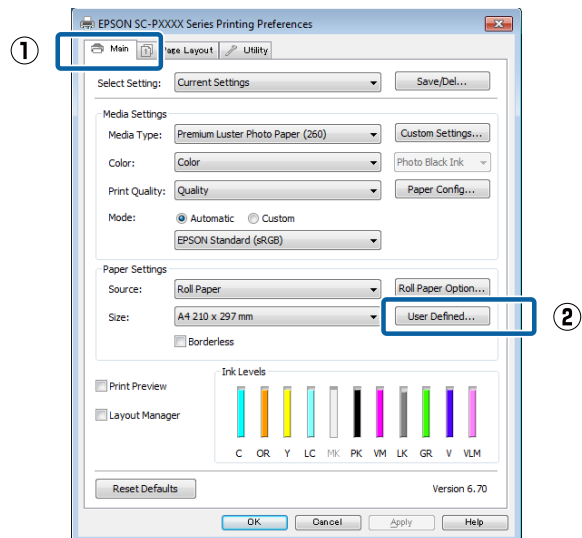 EPSON SC-PXXXX Series Printing Preferences
①
Main
Page Layout
Utility
Select Setting: Current Settings Save/Del...
Media Settings
Media Type: Premium Luster Photo Paper (260) Custom Settings...
Color: Color Photo Black Ink
Print Quality: Quality Paper Config...
Mode: Automatic Custom
EPSON Standard (sRGB)
Paper Settings
Source: Roll Paper Roll Paper Option...
Size: A4 210 x 297 mm User Defined...
②
Borderless
Ink Levels
Print Preview
Layout Manager
C OR Y LC MK PK VM LK GR V VLM
Reset Defaults Version 6.70
OK Cancel Apply Help